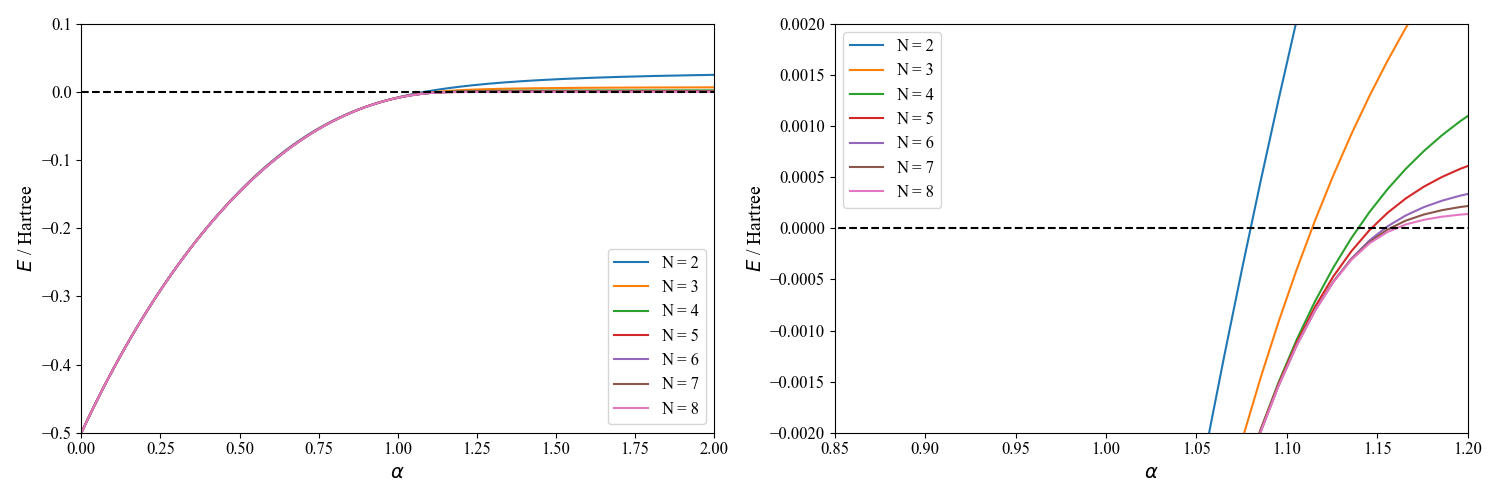 0.1
0.0
−0.1
−0.2
−0.3
−0.4
−0.5
E / Hartree
N = 2
N = 3
N = 4
N = 5
N = 6
N = 7
N = 8
0.00 0.25 0.50 0.75 1.00 1.25 1.50 1.75 2.00
α
0.0020
0.0015
0.0010
0.0005
0.0000
−0.0005
−0.0010
−0.0015
−0.0020
E / Hartree
N = 2
N = 3
N = 4
N = 5
N = 6
N = 7
N = 8
0.85 0.90 0.95 1.00 1.05 1.10 1.15 1.20
α